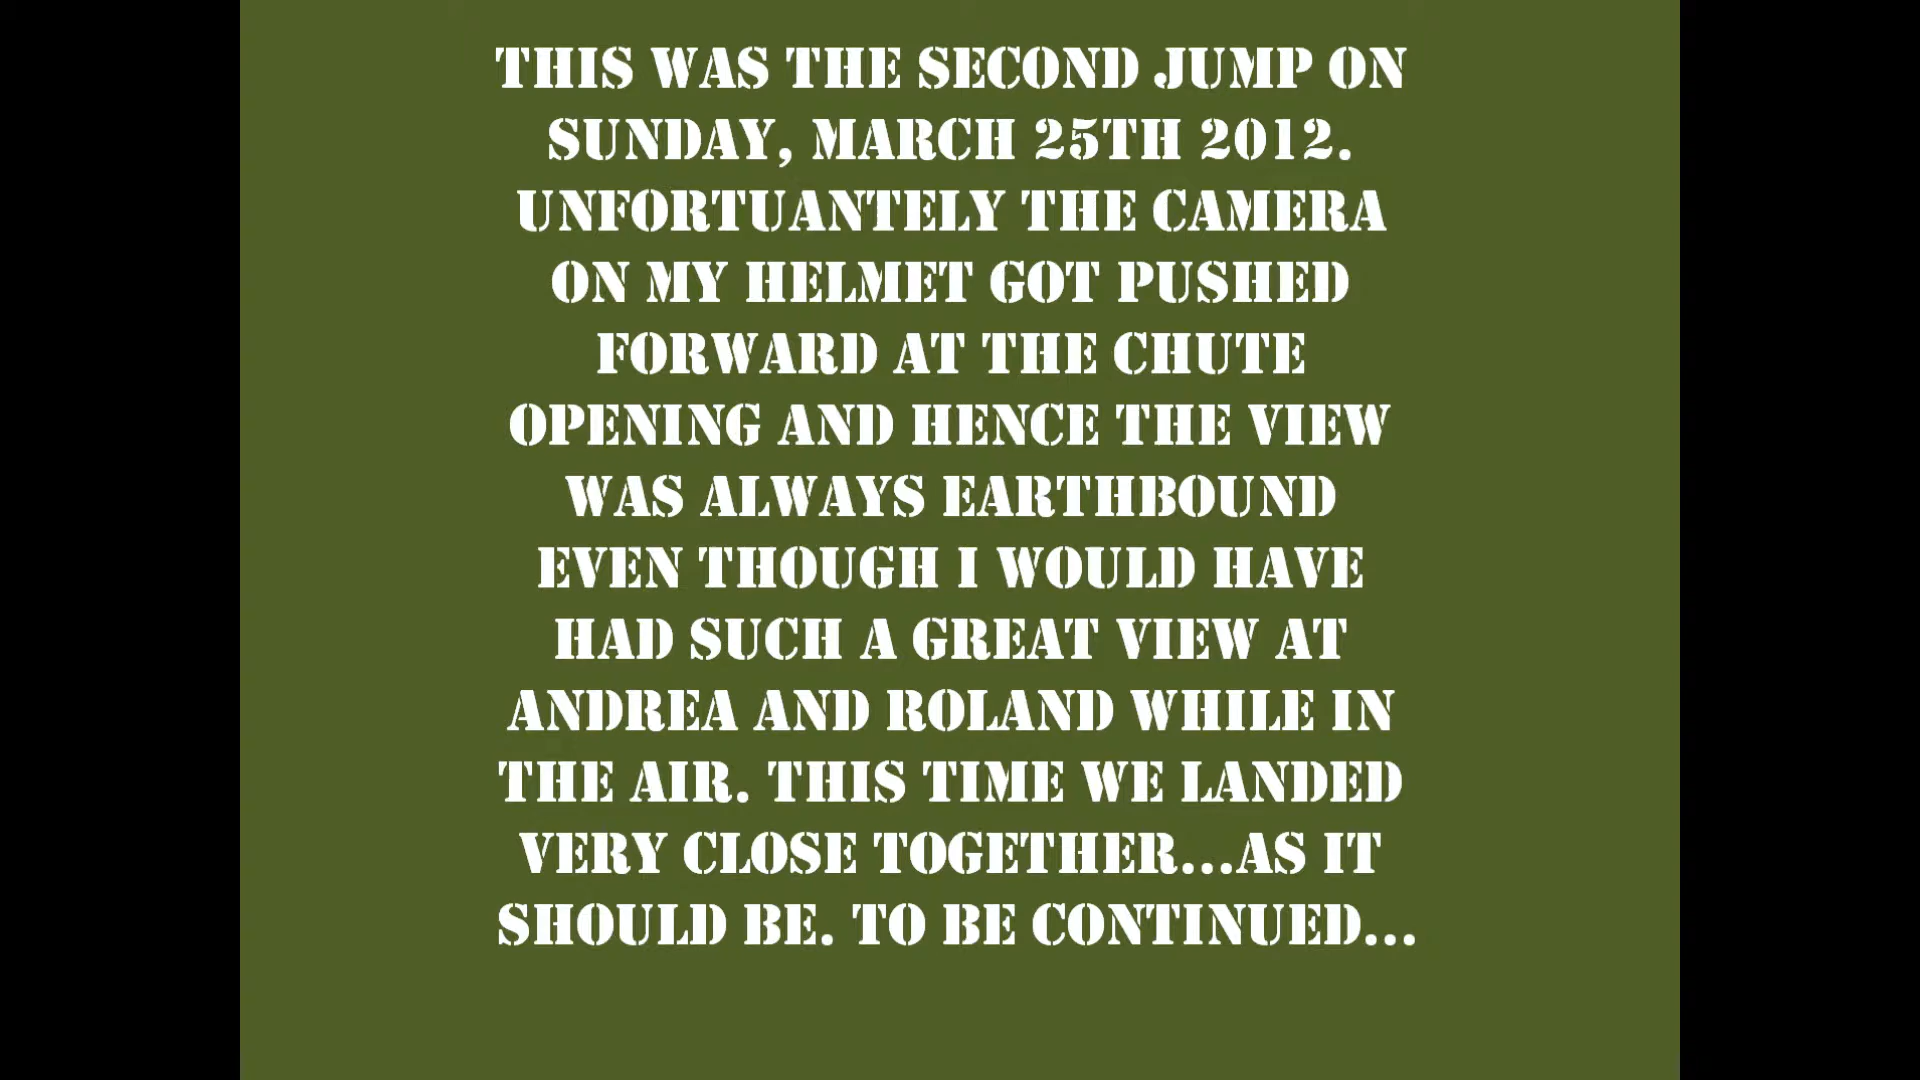 THIS WAS THE SECOND JUMP ON
SUNDAY, MARCH 25TH 2012.
UNFORTUANTELY THE CAMERA
ON MY HELMET GOT PUSHED
FORWARD AT THE CHUTE
OPENING AND HENCE THE VIEW
WAS ALWAYS EARTHBOUND
EVEN THOUGH I WOULD HAVE
HAD SUCH A GREAT VIEW AT
ANDREA AND ROLAND WHILE IN
THE AIR. THIS TIME WE LANDED
VERY CLOSE TOGETHER...AS IT
SHOULD BE. TO BE CONTINUED...